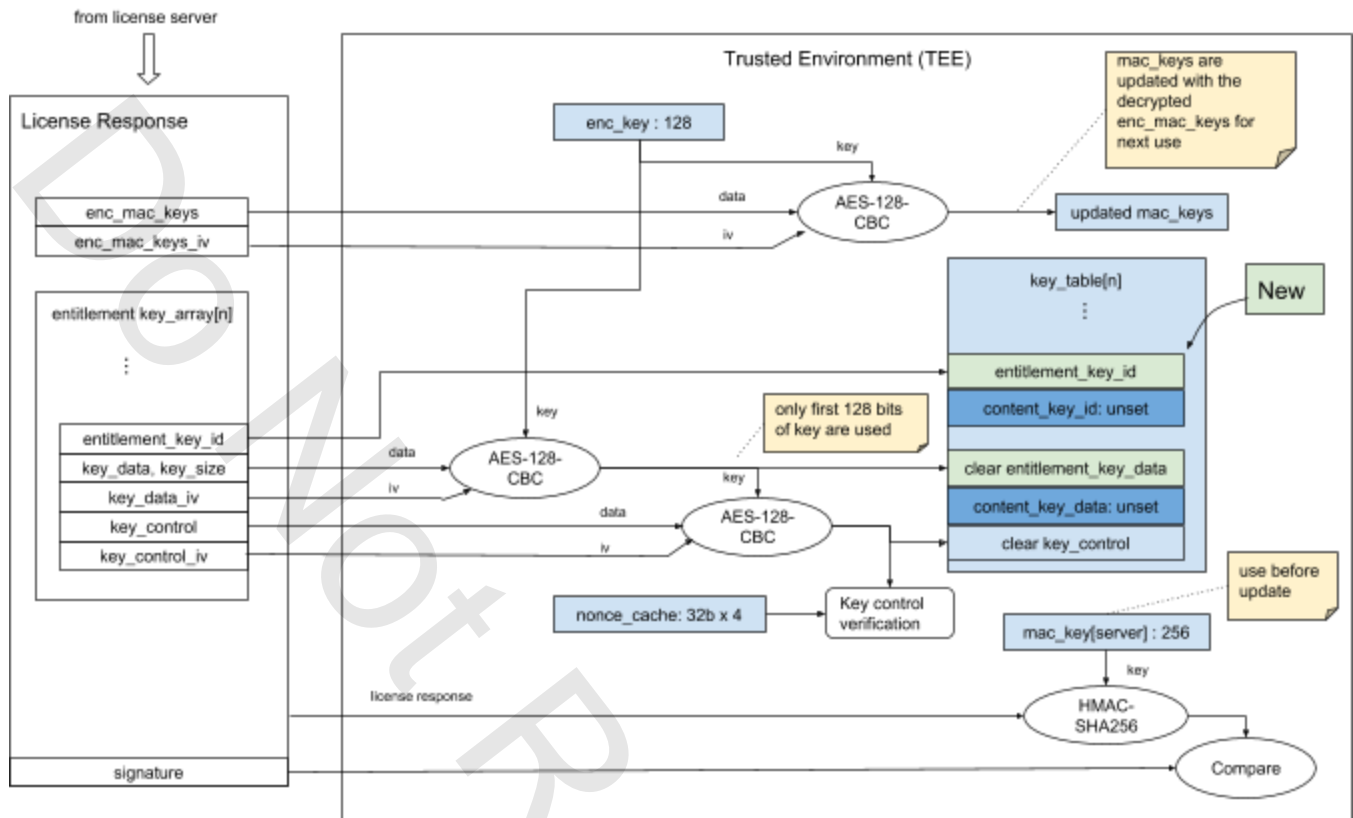 from license server
Trusted Environment (TEE)
mac_keys are
updated with the
decrypted
enc_mac_keys for
next use
License Response
enc_key : 128
key
enc_mac_keys
data
AES-128-
CBC
updated mac_keys
enc_mac_keys_iv
iv
key_table[n]
⋮
New
entitlement key_array[n]
⋮
entitlement_key_id
content_key_id: unset
only first 128 bits
of key are used
key
entitlement_key_id
key_data, key_size
data
AES-128-
CBC
key
clear entitlement_key_data
key_data_iv
iv
content_key_data: unset
key_control
data
AES-128-
CBC
clear key_control
key_control_iv
iv
use before
update
nonce_cache: 32b x 4
Key control
verification
mac_key[server] : 256
key
license response
HMAC-
SHA256
signature
Compare
Do Not R